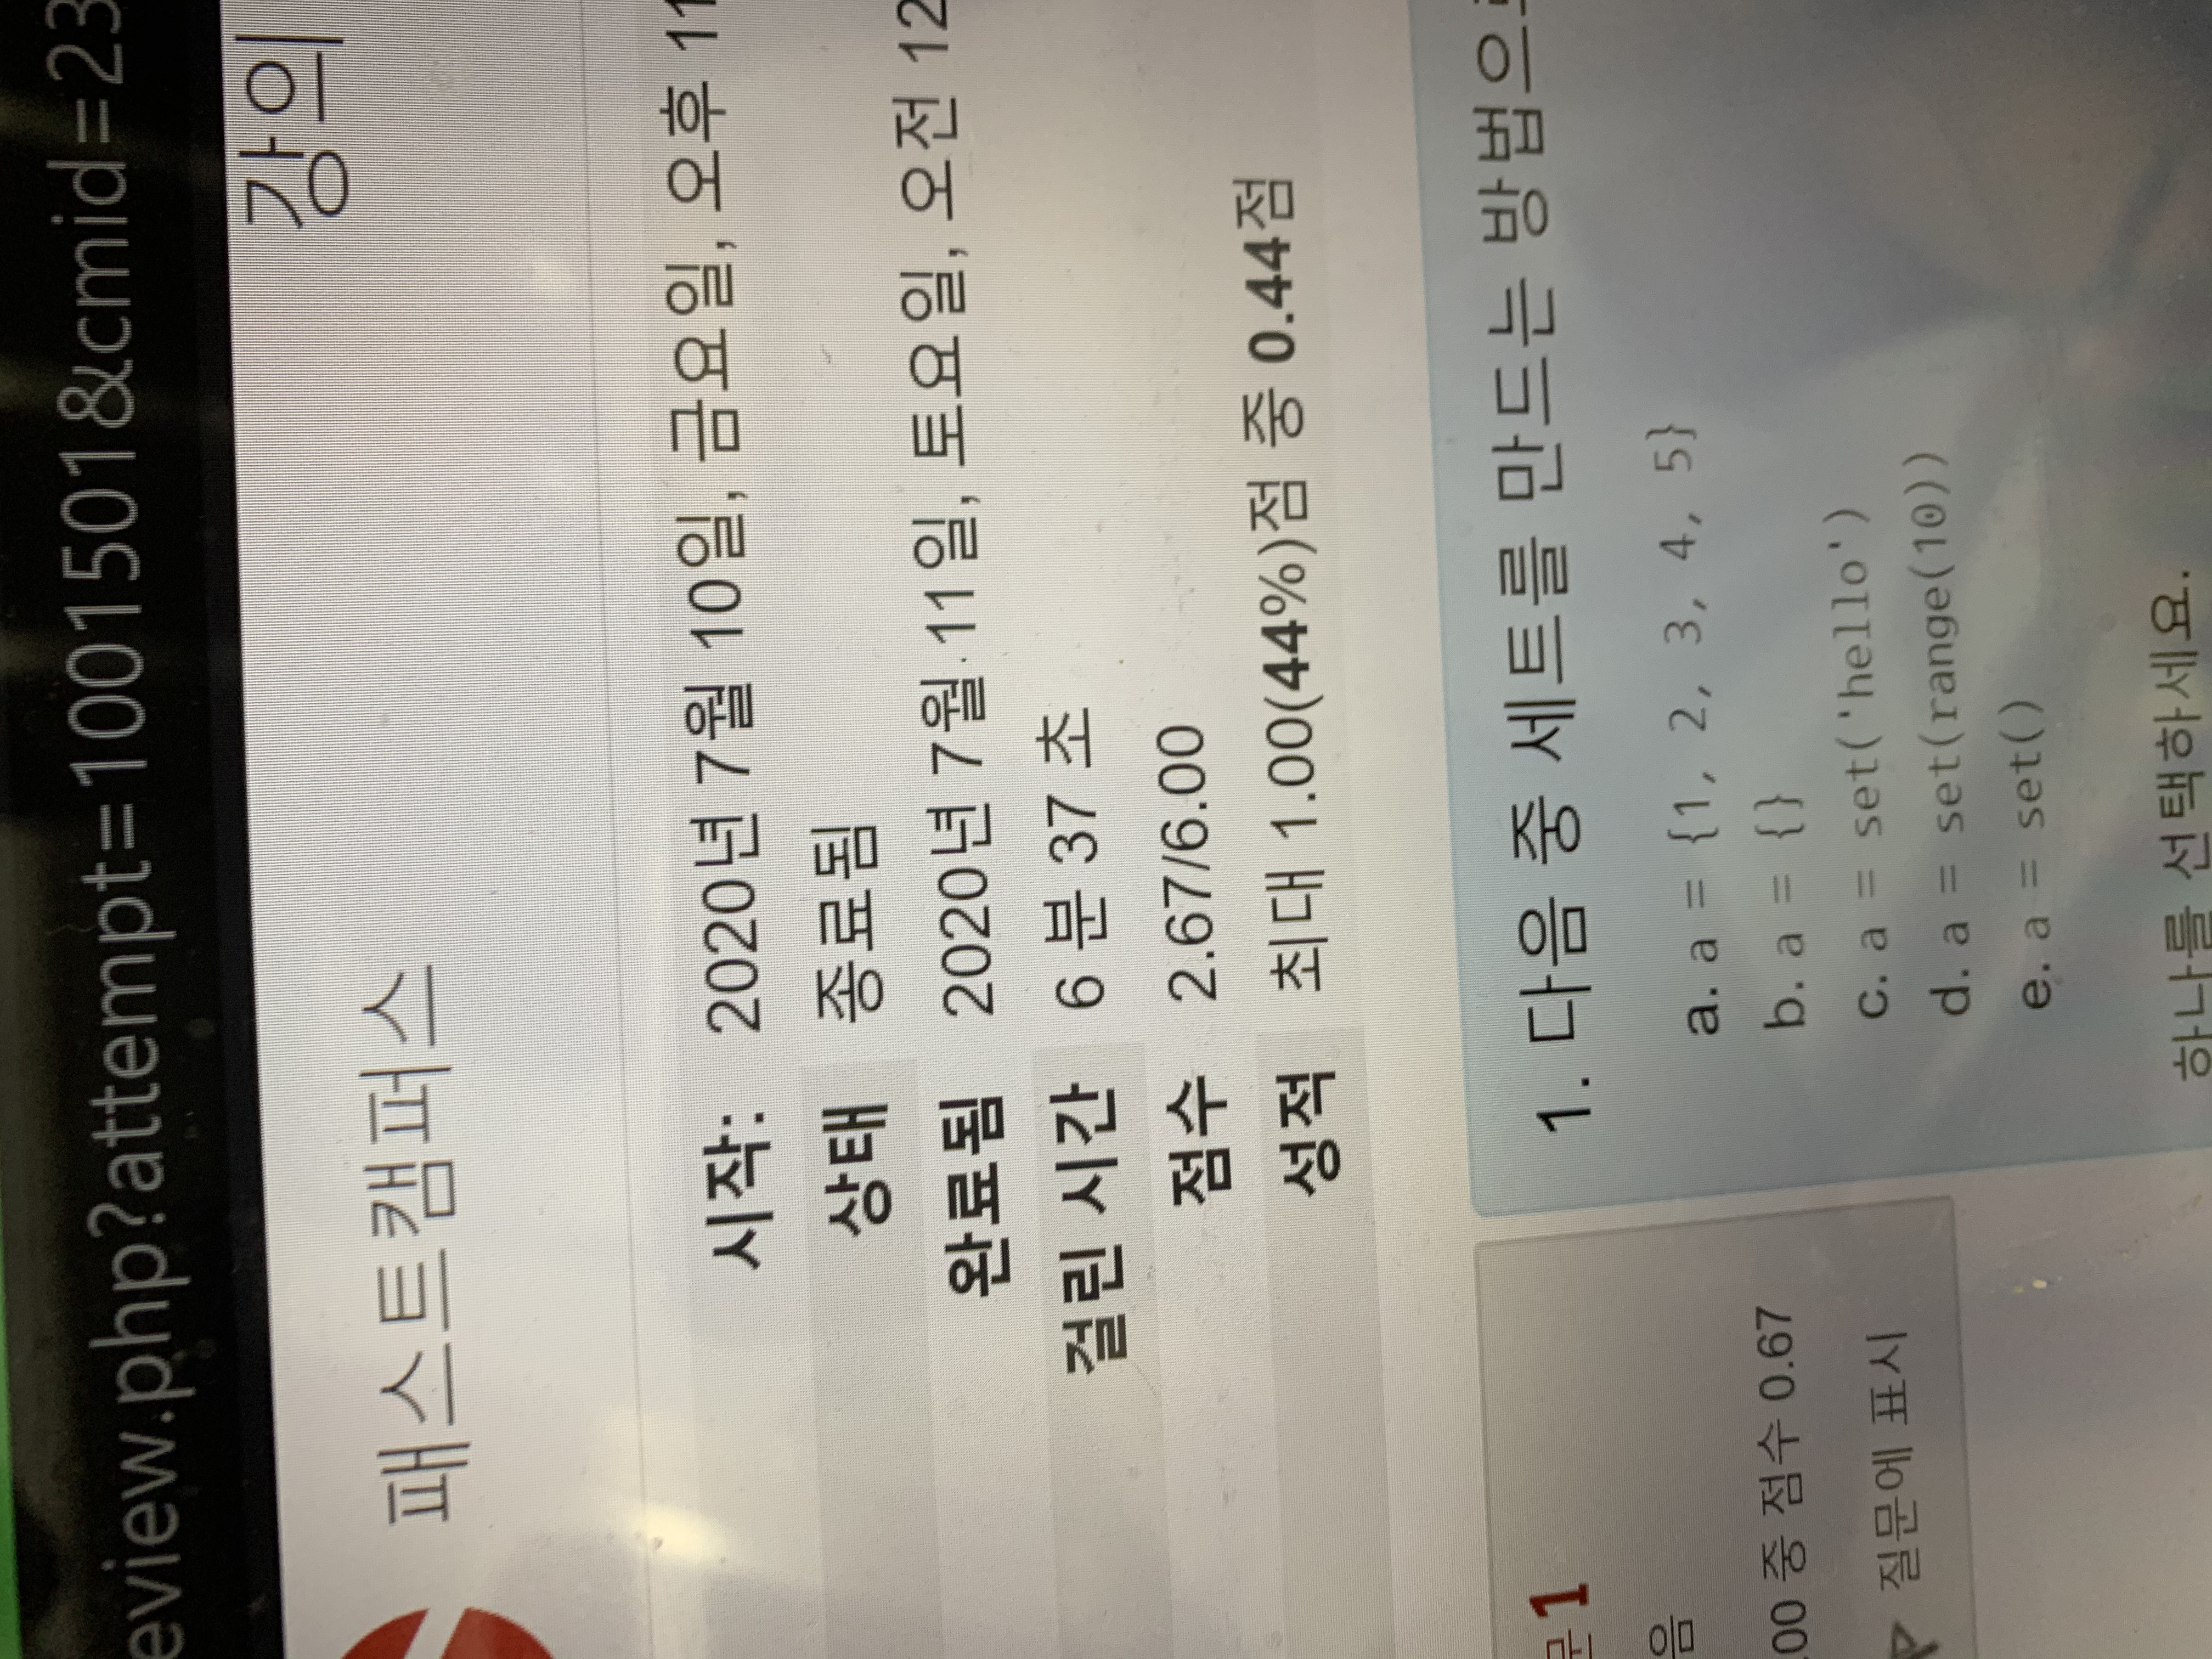 eview.php?attempt=1001501&cmid=23
강의
패스트캠퍼스
시작: 2020년 7월 10일, 금요일, 오후 11
상태 종료됨
완료됨 2020년 7월 11일, 토요일, 오전 12
걸린 시간 6 분 37 초
점수 2.67/6.00
성적 최대 1.00(44%)점 중 0.44점
문 1
음
.00 중 점수 0.67
질문에 표시
1. 다음 중 세트를 만드는 방법으
a. a = {1, 2, 3, 4, 5}
b. a = {}
c. a = set('hello')
d. a = set(range(10))
e. a = set()
하나를 선택하세요.